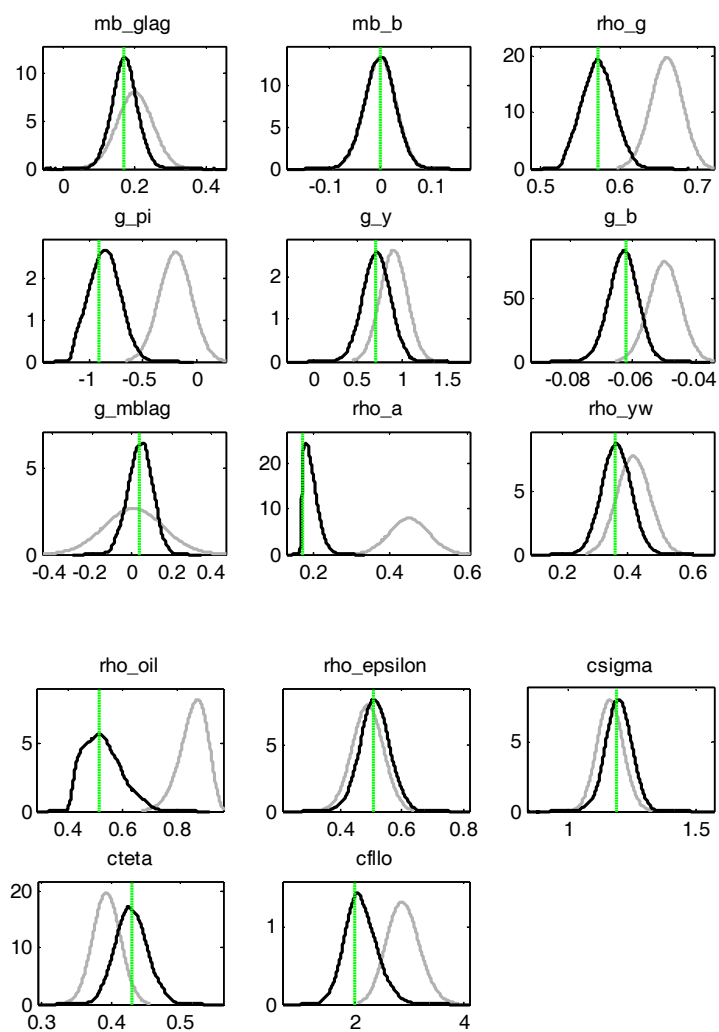 mb_glag mb_b rho_g
10 5 0 0 0.2 0.4
10 5 0 -0.1 0 0.1
20 10 0 0.5 0.6 0.7
g_pi g_y g_b
2 1 0 -1 -0.5 0
2 1 0 0 0.5 1 1.5
50 0 -0.08 -0.06 -0.04
g_mblag rho_a rho_yw
5 0 -0.4 -0.2 0 0.2 0.4
20 10 0 0.2 0.4 0.6
5 0 0.2 0.4 0.6
rho_oil rho_epsilon csigma
5 0 0.4 0.6 0.8
5 0 0.4 0.6 0.8
5 0 1 1.5
cteta cfllo
20 10 0 0.3 0.4 0.5
1 0 2 4